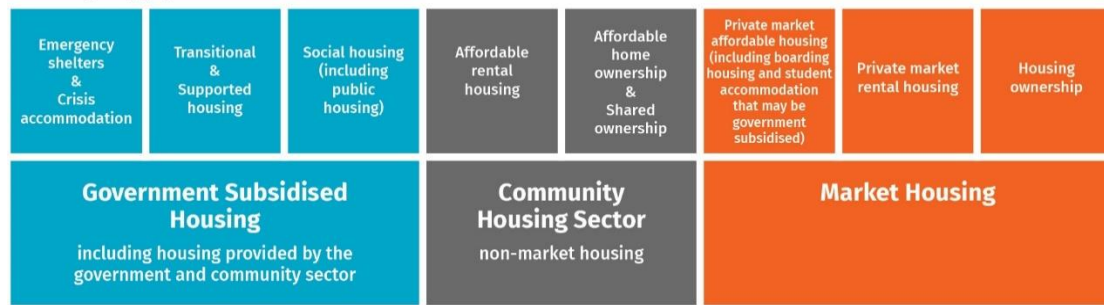 Emergency
shelters
&
Crisis
accommodation
Transitional
&
Supported
housing
Social housing
(including
public
housing)
Affordable
rental
housing
Affordable
home
ownership
&
Shared
ownership
Private market
affordable housing
(including boarding
housing and student
accommodation
that may be
government
subsidised)
Private market
rental housing
Housing
ownership
Government Subsidised
Housing
including housing provided by the
government and community sector
Community
Housing Sector
non-market housing
Market Housing